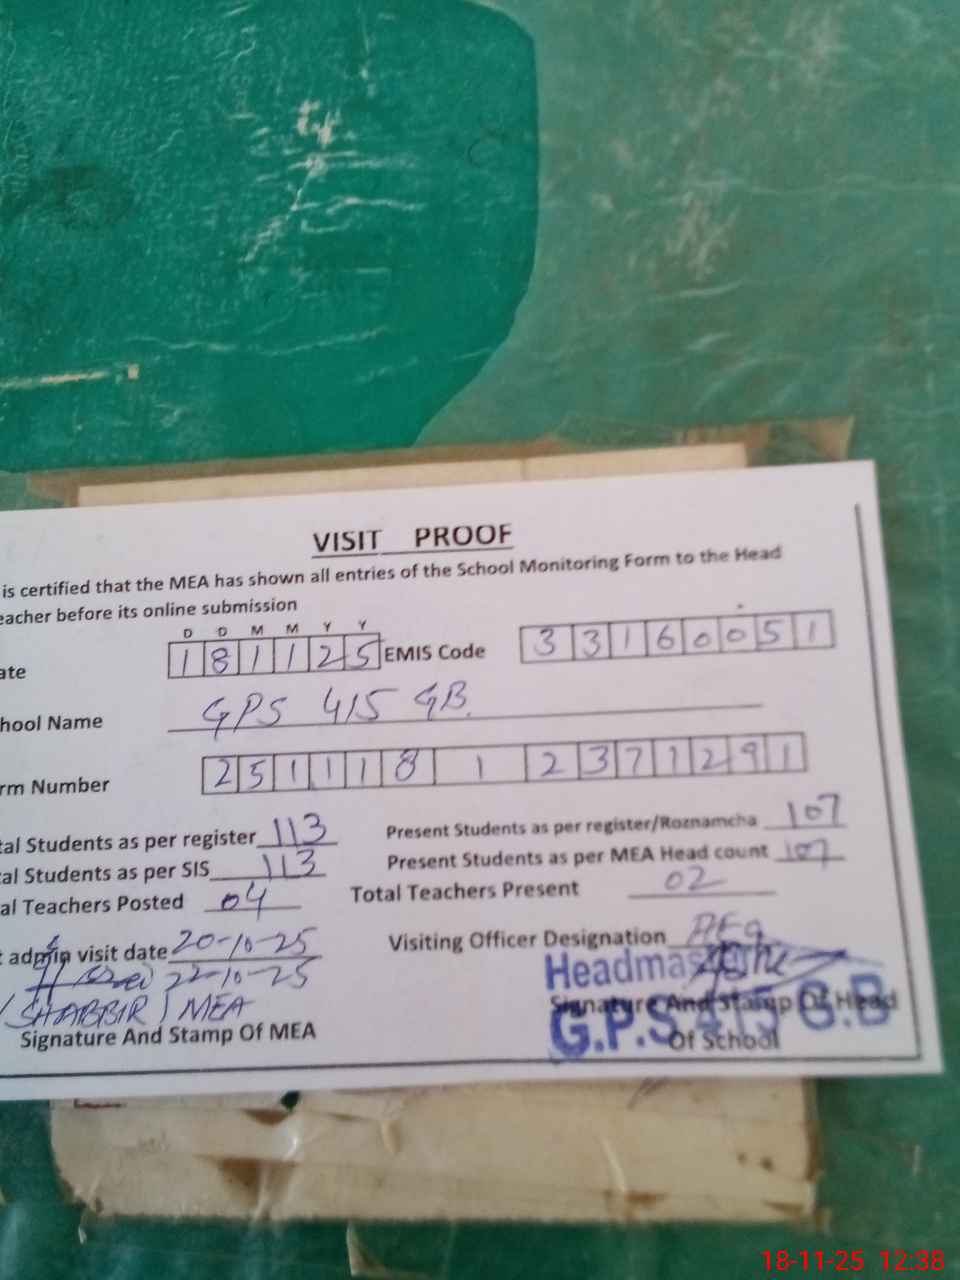 VISIT PROOF
is certified that the MEA has shown all entries of the School Monitoring Form to the Head
eacher before its online submission
D D M M Y Y
ate 1 8 1 1 2 5 EMIS Code 3 3 1 6 0 0 5 1
hool Name GPS 415 GB
rm Number 2 5 1 1 1 8 1 2 3 7 1 2 9 1
tal Students as per register 113 Present Students as per register/Roznamcha 107
al Students as per SIS 113 Present Students as per MEA Head count 107
al Teachers Posted 04 Total Teachers Present 02
t admin visit date 20-10-25 Visiting Officer Designation
22-10-25
Headmaster
SHABBIR MEA
Signature And Stamp Of Head
Signature And Stamp Of MEA
G.P.S 415 G.B
Of School
18-11-25 12:38